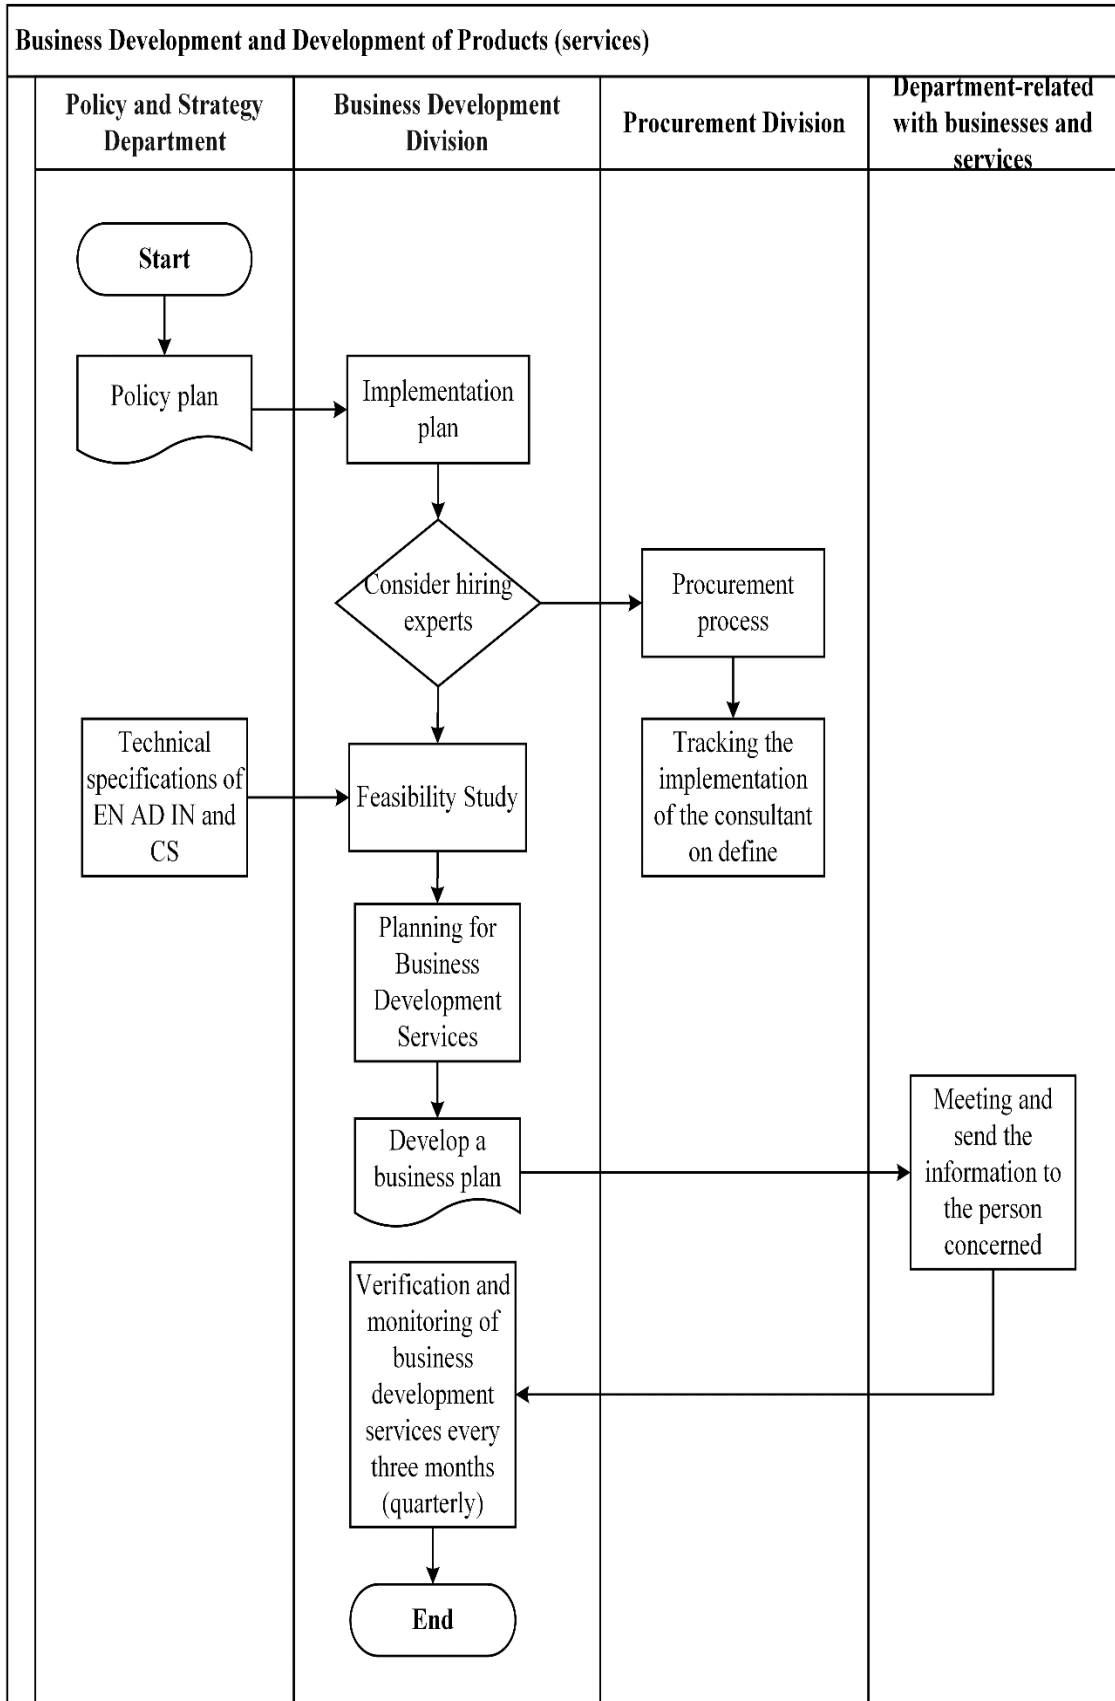 Business Development and Development of Products (services)
Policy and Strategy
Department
Business Development
Division
Procurement Division
Department-related
with businesses and
services
Start
Policy plan
Implementation
plan
Consider hiring
experts
Procurement
process
Technical
specifications of
EN AD IN and
CS
Feasibility Study
Tracking the
implementation
of the consultant
on define
Planning for
Business
Development
Services
Develop a
business plan
Meeting and
send the
information to
the person
concerned
Verification and
monitoring of
business
development
services every
three months
(quarterly)
End